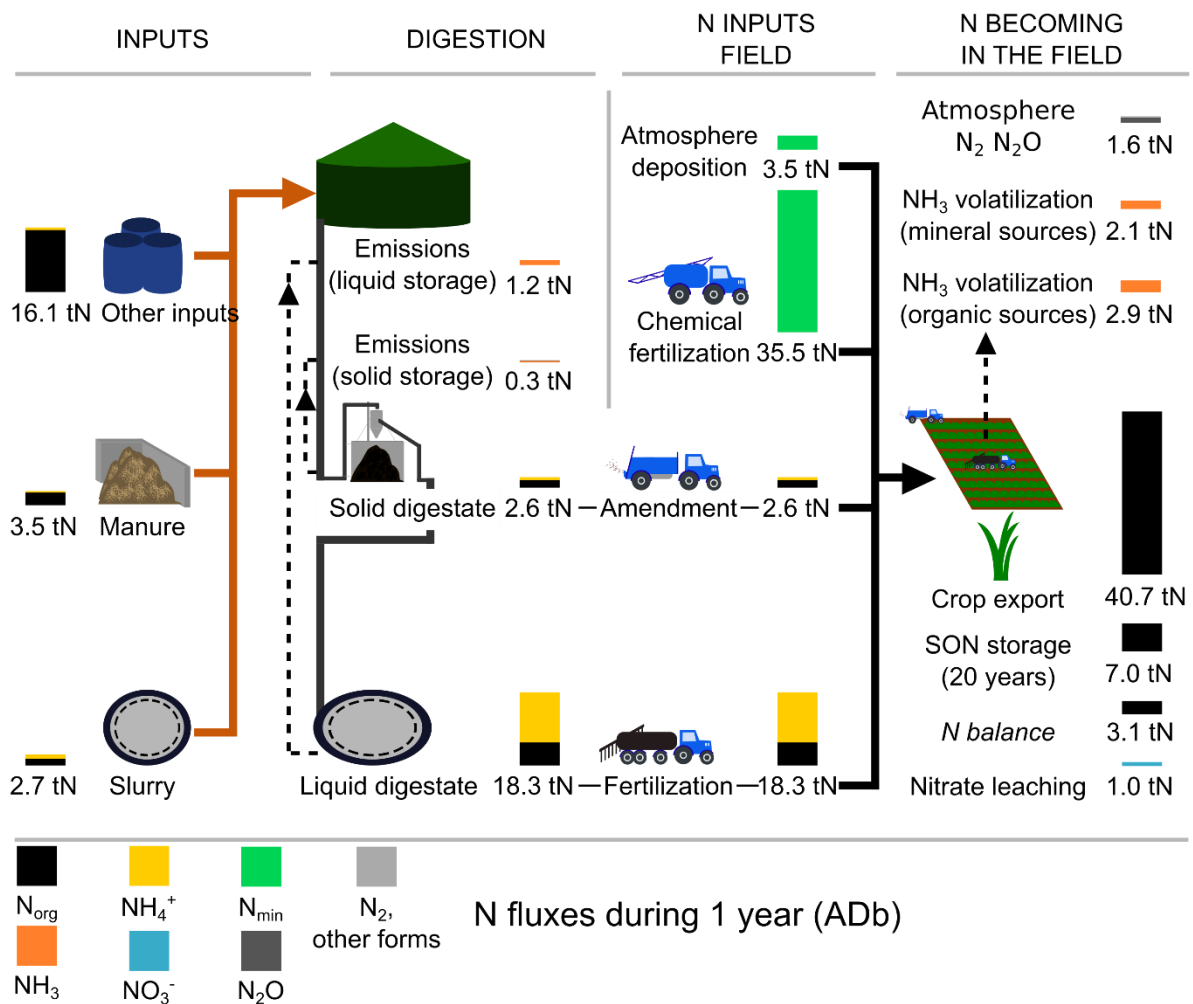 INPUTS
DIGESTION
N INPUTS
FIELD
N BECOMING
IN THE FIELD
16.1 tN Other inputs
3.5 tN Manure
2.7 tN Slurry
Emissions
(liquid storage) 1.2 tN
Emissions
(solid storage) 0.3 tN
Solid digestate 2.6 tN
Liquid digestate 18.3 tN
Atmosphere
deposition 3.5 tN
Chemical
fertilization 35.5 tN
Amendment 2.6 tN
Fertilization 18.3 tN
Atmosphere
N₂ N₂O 1.6 tN
NH₃ volatilization
(mineral sources) 2.1 tN
NH₃ volatilization
(organic sources) 2.9 tN
Crop export 40.7 tN
SON storage
(20 years) 7.0 tN
N balance 3.1 tN
Nitrate leaching 1.0 tN
N_org NH₄⁺ N_min N₂,
other forms
NH₃ NO₃⁻ N₂O
N fluxes during 1 year (ADb)